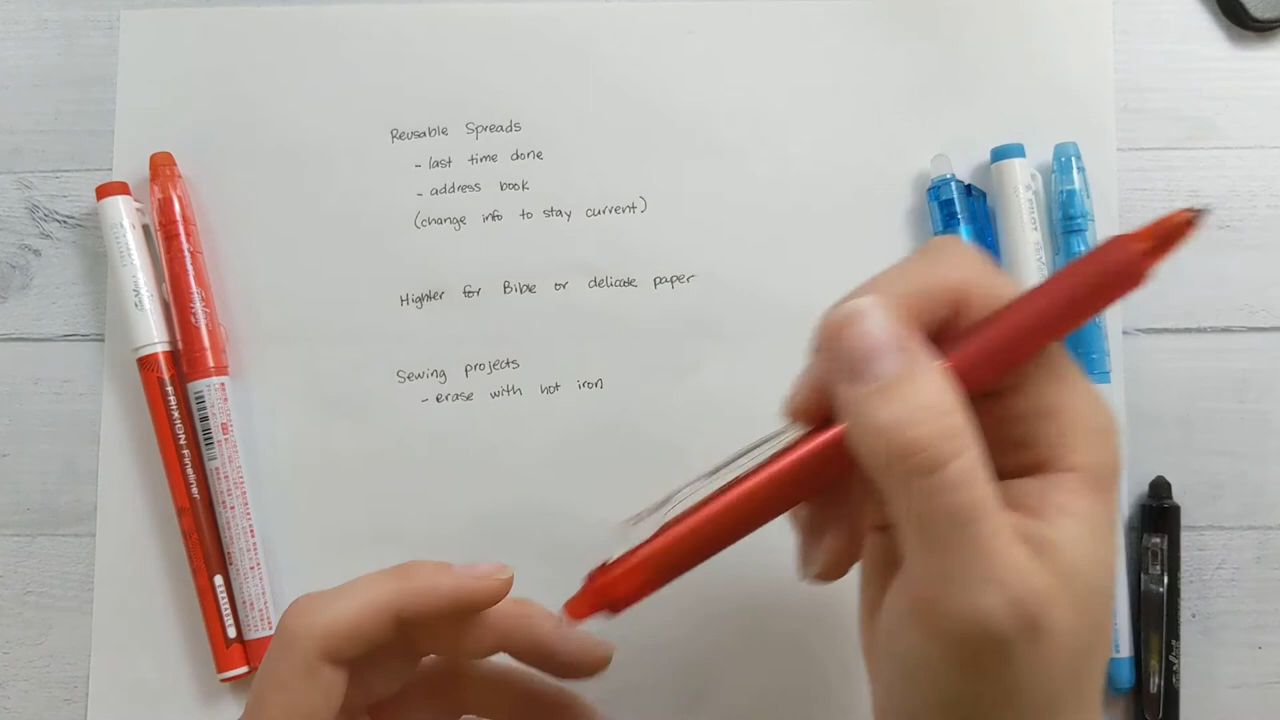 Reusable Spreads
- last time done
- address book
(change info to stay current)
Highter for Bible or delicate paper
Sewing projects
- erase with hot iron
FRIXION-Fineliner
ERASABLE
PILOT